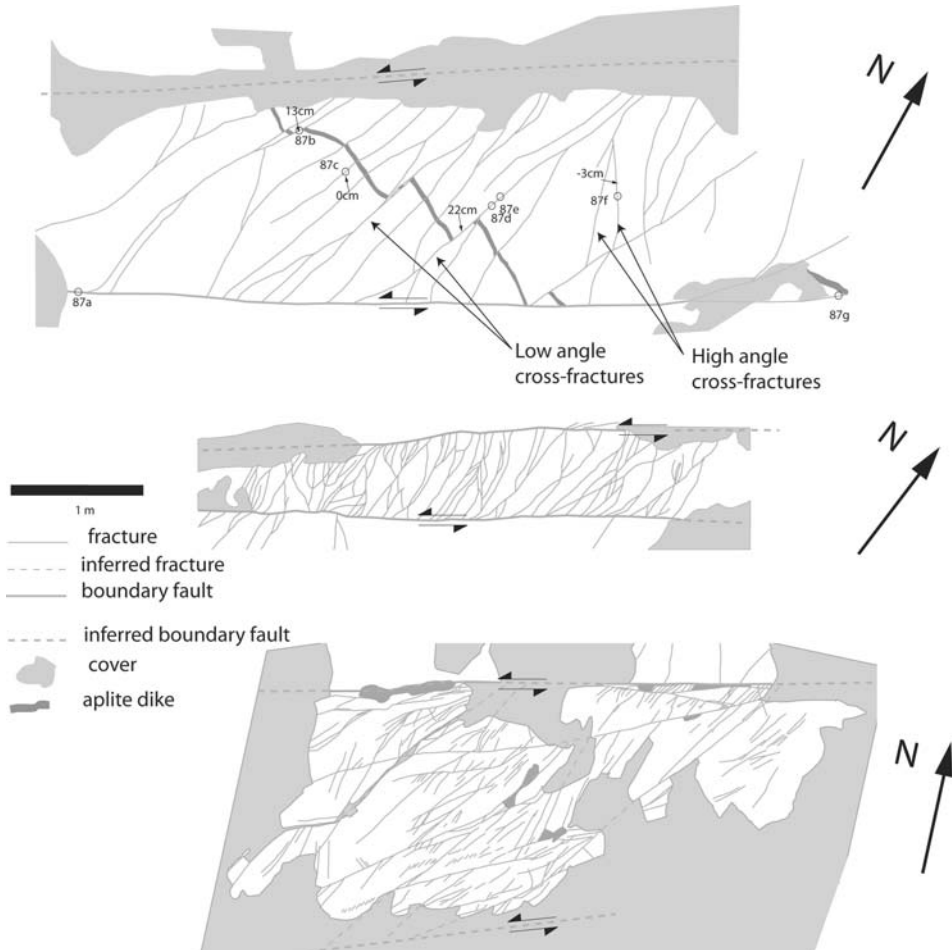 N
13cm
87b
87c
0cm
22cm
87e
87d
-3cm
87f
87a
87g
Low angle
cross-fractures
High angle
cross-fractures
N
1 m
fracture
inferred fracture
boundary fault
inferred boundary fault
cover
aplite dike
N